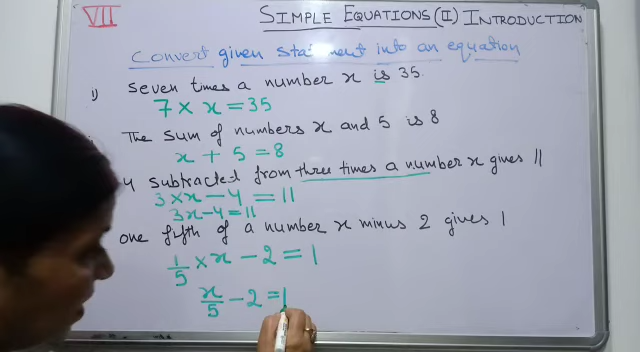 VII
SIMPLE EQUATIONS (II) INTRODUCTION
Convert given statement into an equation
i) Seven times a number x is 35.
7 × x = 35
The sum of numbers x and 5 is 8
x + 5 = 8
4 subtracted from three times a number x gives 11
3 × x - 4 = 11
3x - 4 = 11
one fifth of a number x minus 2 gives 1
1/5 × x - 2 = 1
x/5 - 2 = 1